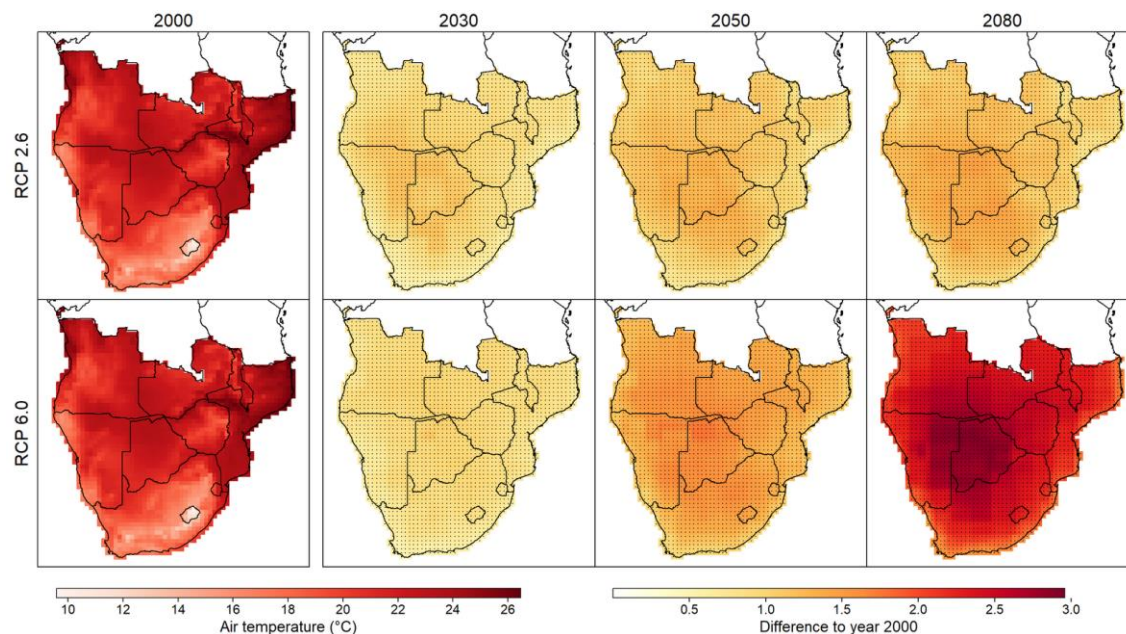 2000 2030 2050 2080
RCP 2.6
RCP 6.0
10 12 14 16 18 20 22 24 26
Air temperature (°C)
0.5 1.0 1.5 2.0 2.5 3.0
Difference to year 2000